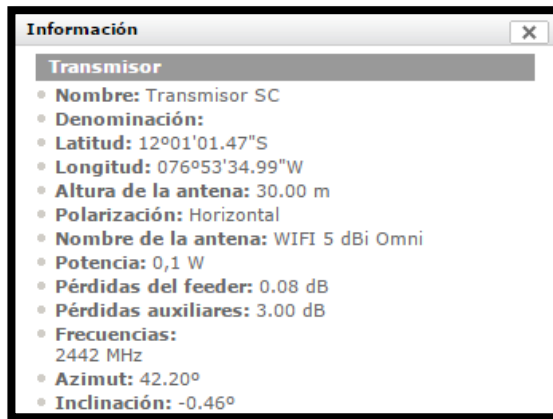 Información
Transmisor
Nombre: Transmisor SC
Denominación:
Latitud: 12º01'01.47"S
Longitud: 076º53'34.99"W
Altura de la antena: 30.00 m
Polarización: Horizontal
Nombre de la antena: WIFI 5 dBi Omni
Potencia: 0,1 W
Pérdidas del feeder: 0.08 dB
Pérdidas auxiliares: 3.00 dB
Frecuencias:
2442 MHz
Azimut: 42.20º
Inclinación: -0.46º